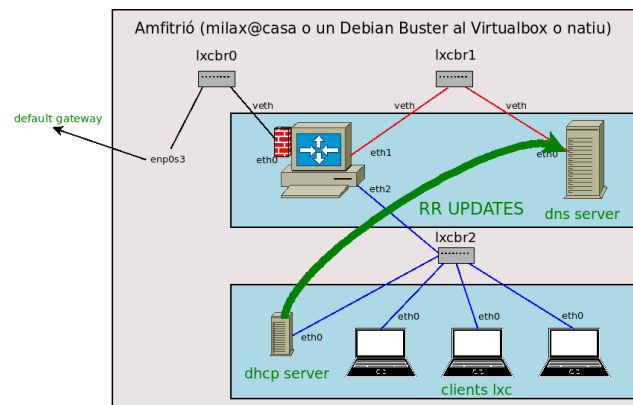 Amfitrió (milax@casa o un Debian Buster al Virtualbox o natiu)
lxcbr0
lxcbr1
veth
veth
veth
default gateway
enp0s3
eth0
eth1
eth0
eth2
RR UPDATES
dns server
lxcbr2
eth0
eth0
eth0
eth0
dhcp server
clients lxc